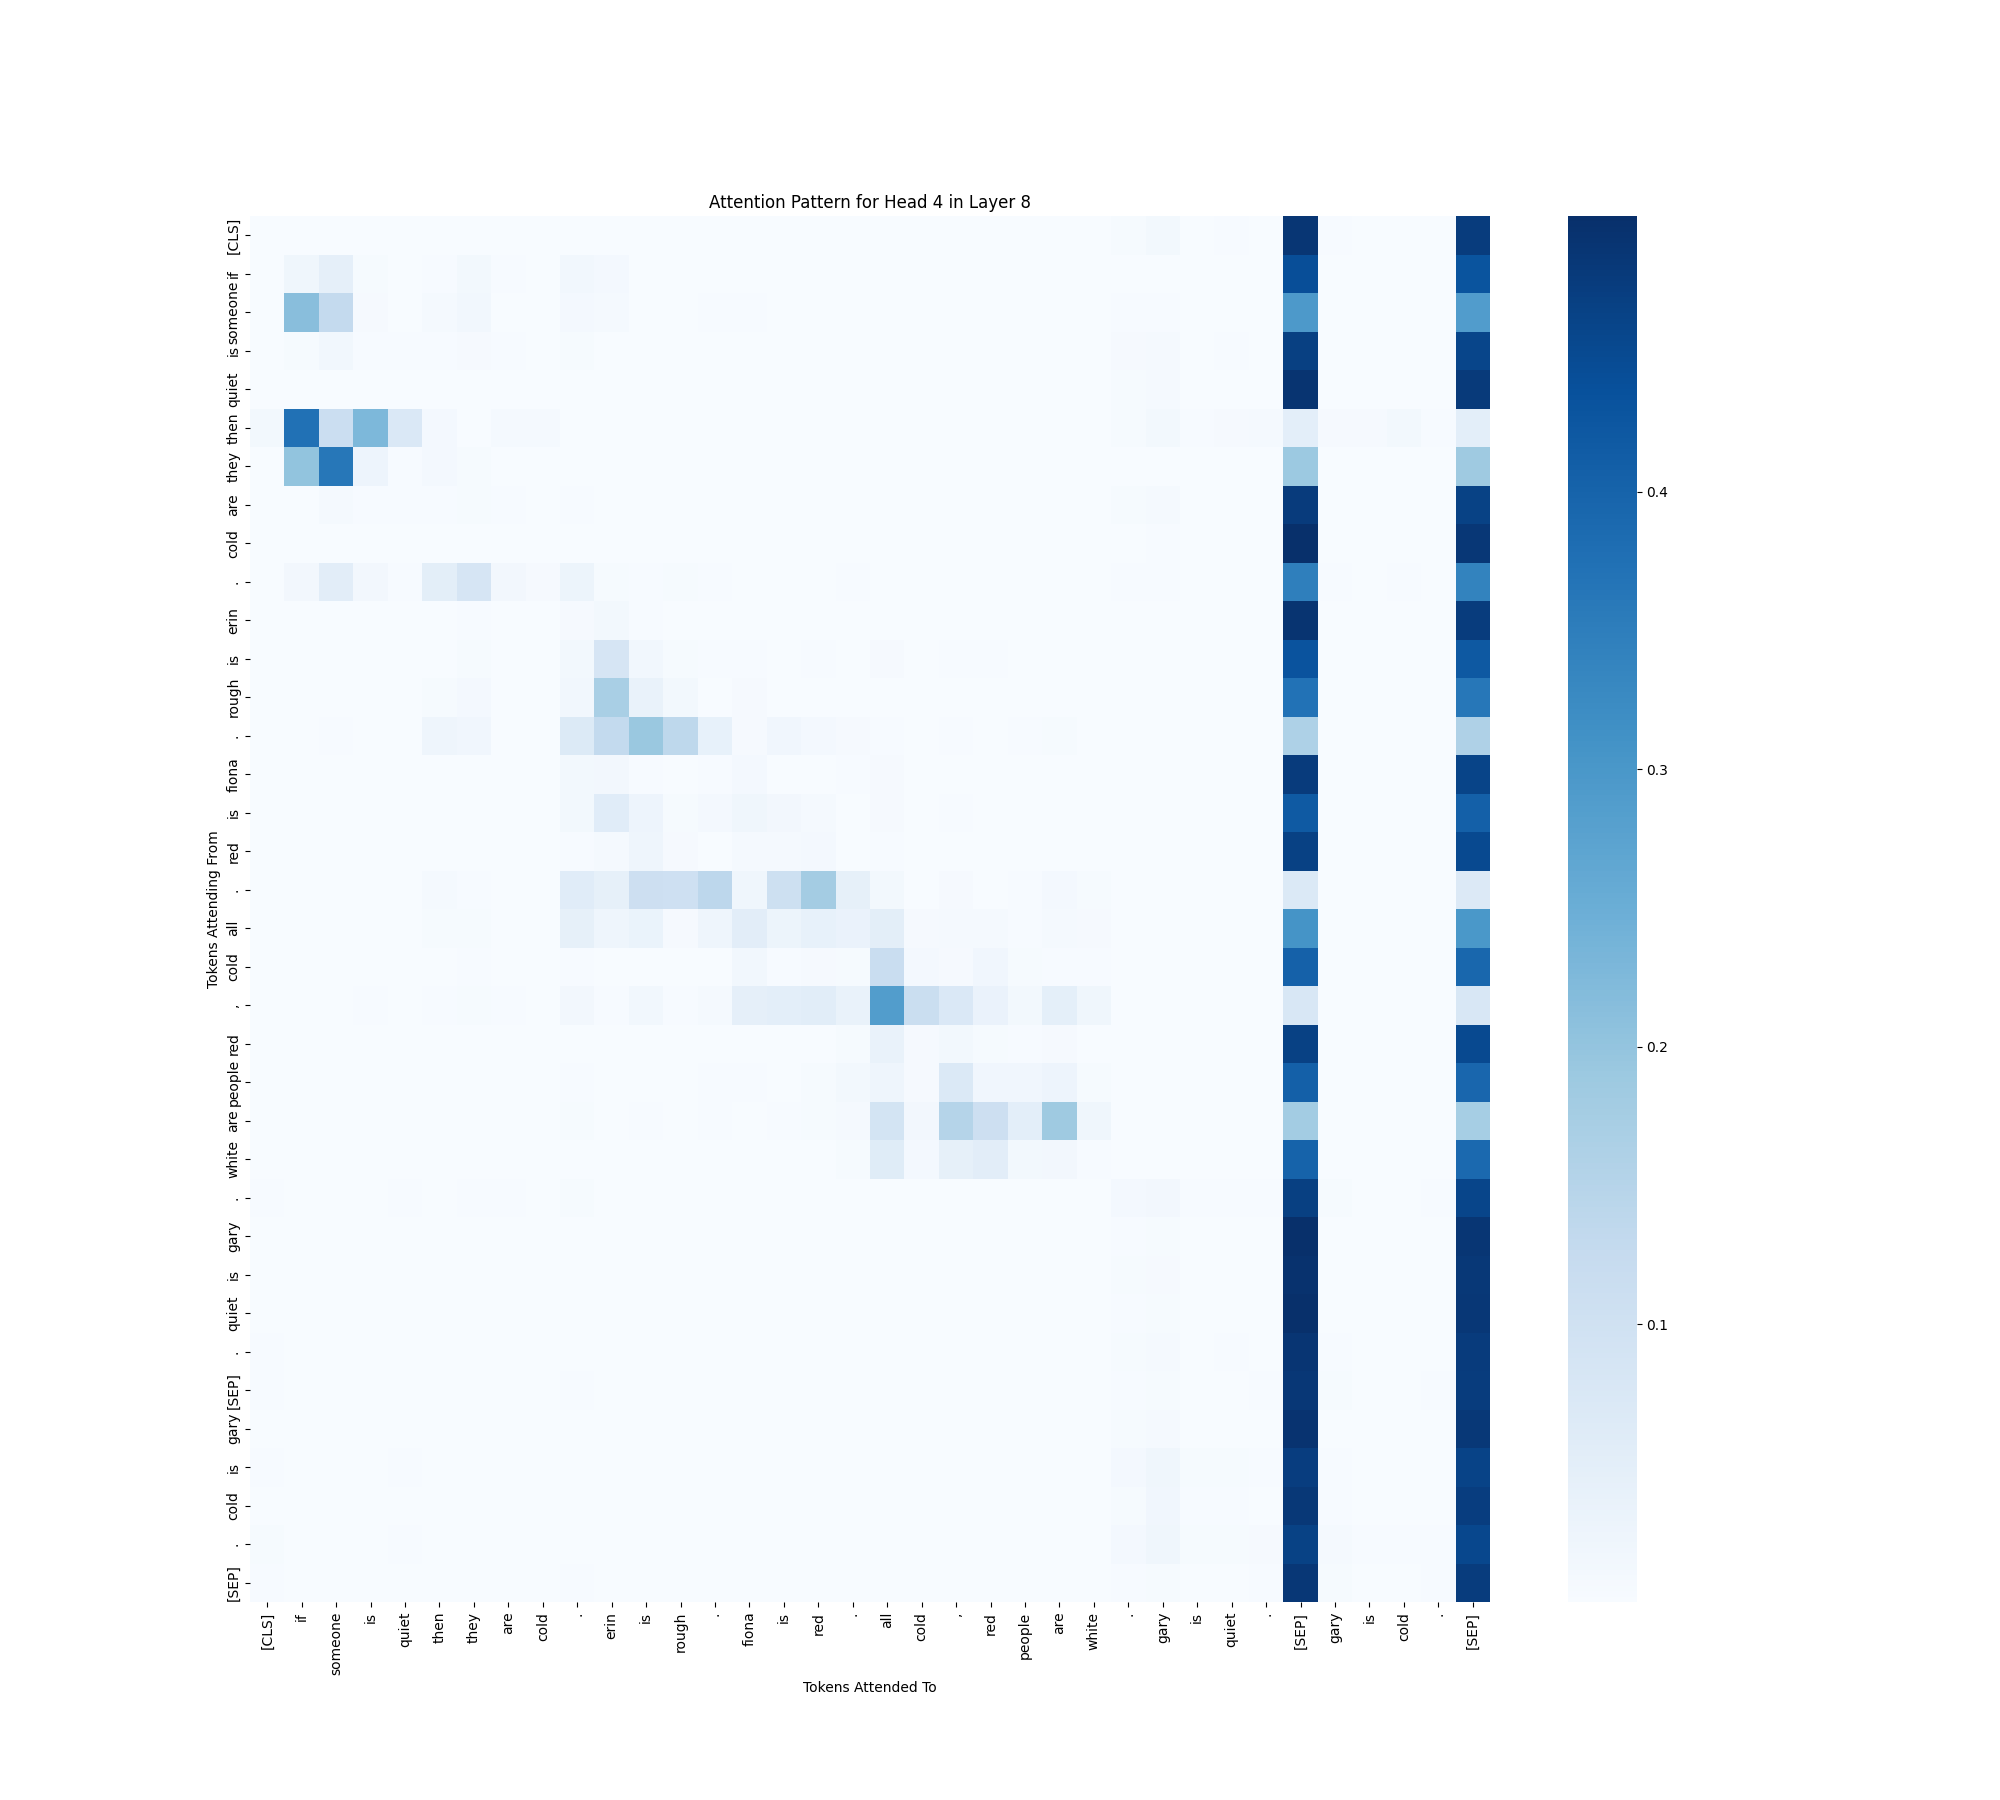 Attention Pattern for Head 4 in Layer 8
Tokens Attending From
[CLS]
if
someone
is
quiet
then
they
are
cold
.
erin
is
rough
.
fiona
is
red
.
all
cold
,
red
people
are
white
.
gary
is
quiet
.
[SEP]
gary
is
cold
.
[SEP]
[CLS] if someone is quiet then they are cold . erin is rough . fiona is red . all cold , red people are white . gary is quiet . [SEP] gary is cold . [SEP]
Tokens Attended To
0.4
0.3
0.2
0.1